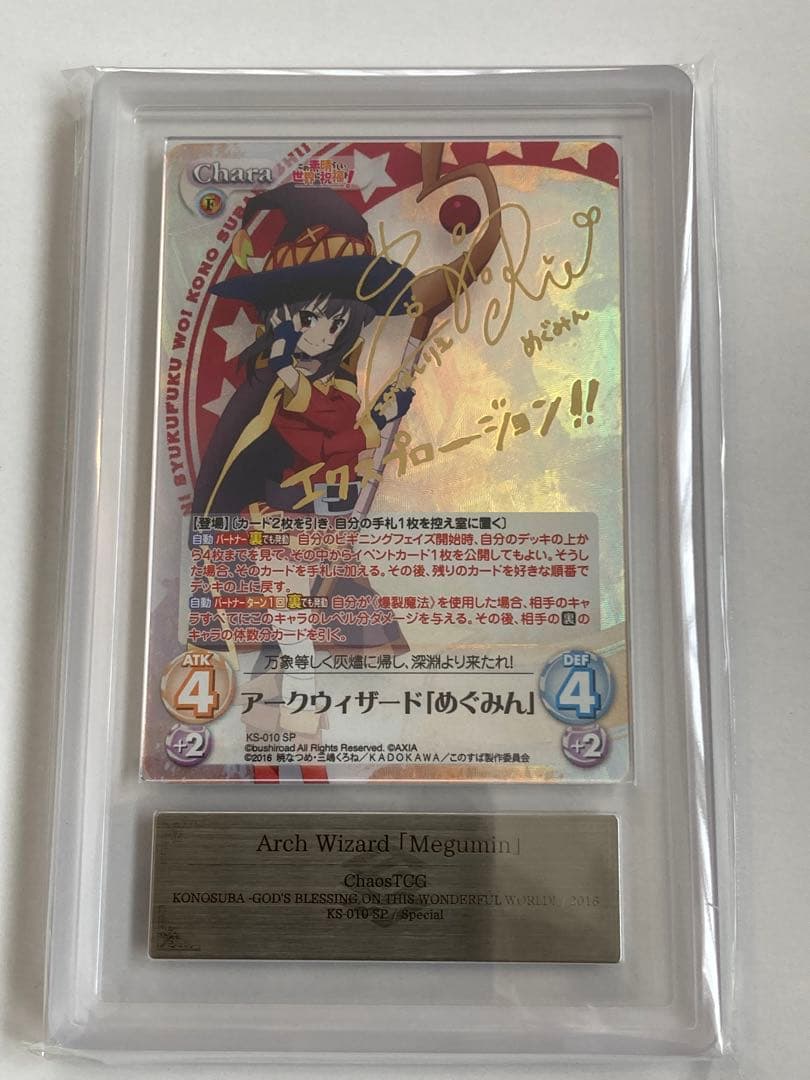 Chara
この素晴らしい
世界に祝福を!
F
NI SYUKUFUKU WO! KONO SUBA
めぐみん
エクスプロージョン!!
【登場】〔カード2枚を引き、自分の手札1枚を控え室に置く〕
自動 パートナー 裏でも発動 自分のビギニングフェイズ開始時、自分のデッキの上か
ら4枚までを見て、その中からイベントカード1枚を公開してもよい。そうし
た場合、そのカードを手札に加える。その後、残りのカードを好きな順番で
デッキの上に戻す。
自動 パートナー ターン1回 裏でも発動 自分が〈爆裂魔法〉を使用した場合、相手のキャ
ラすべてにこのキャラのレベル分ダメージを与える。その後、相手の裏の
キャラの体数分カードを引く。
万象等しく灰燼に帰し、深淵より来たれ!
ATK
4
+2
アークウィザード「めぐみん」
DEF
4
+2
KS-010 SP
©bushiroad All Rights Reserved. ©AXIA
©2016 暁なつめ・三嶋くろね/KADOKAWA/このすば製作委員会
Arch Wizard「Megumin」
ChaosTCG
KONOSUBA -GOD'S BLESSING ON THIS WONDERFUL WORLD! / 2016
KS-010 SP / Special